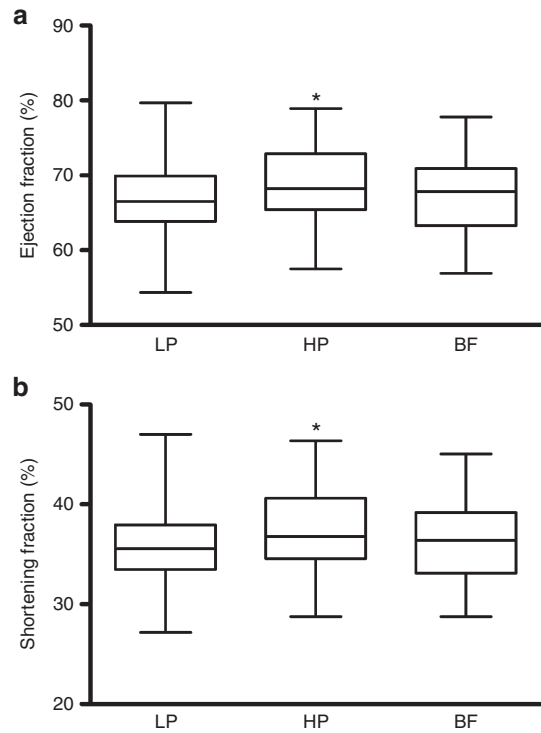 a
Ejection fraction (%)
90
80
70
60
50
*
LP HP BF
b
Shortening fraction (%)
50
40
30
20
*
LP HP BF